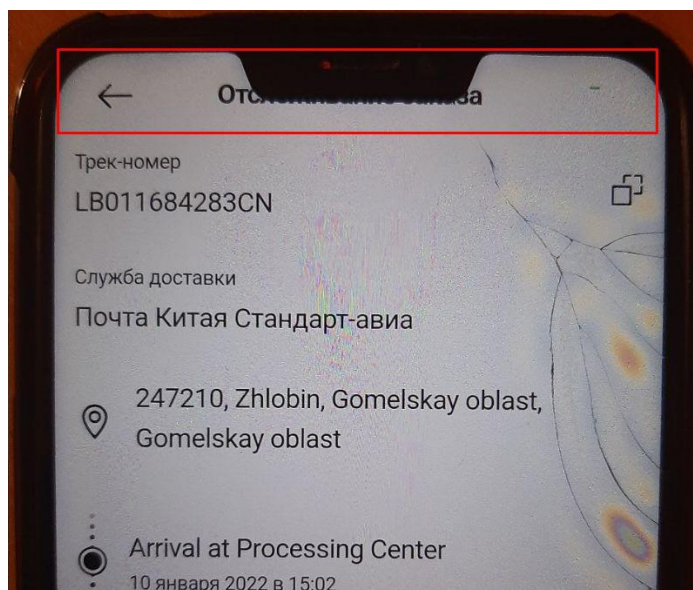 Трек-номер
LB011684283CN
Служба доставки
Почта Китая Стандарт-авиа
247210, Zhlobin, Gomelskay oblast,
Gomelskay oblast
Arrival at Processing Center
10 января 2022 в 15:02